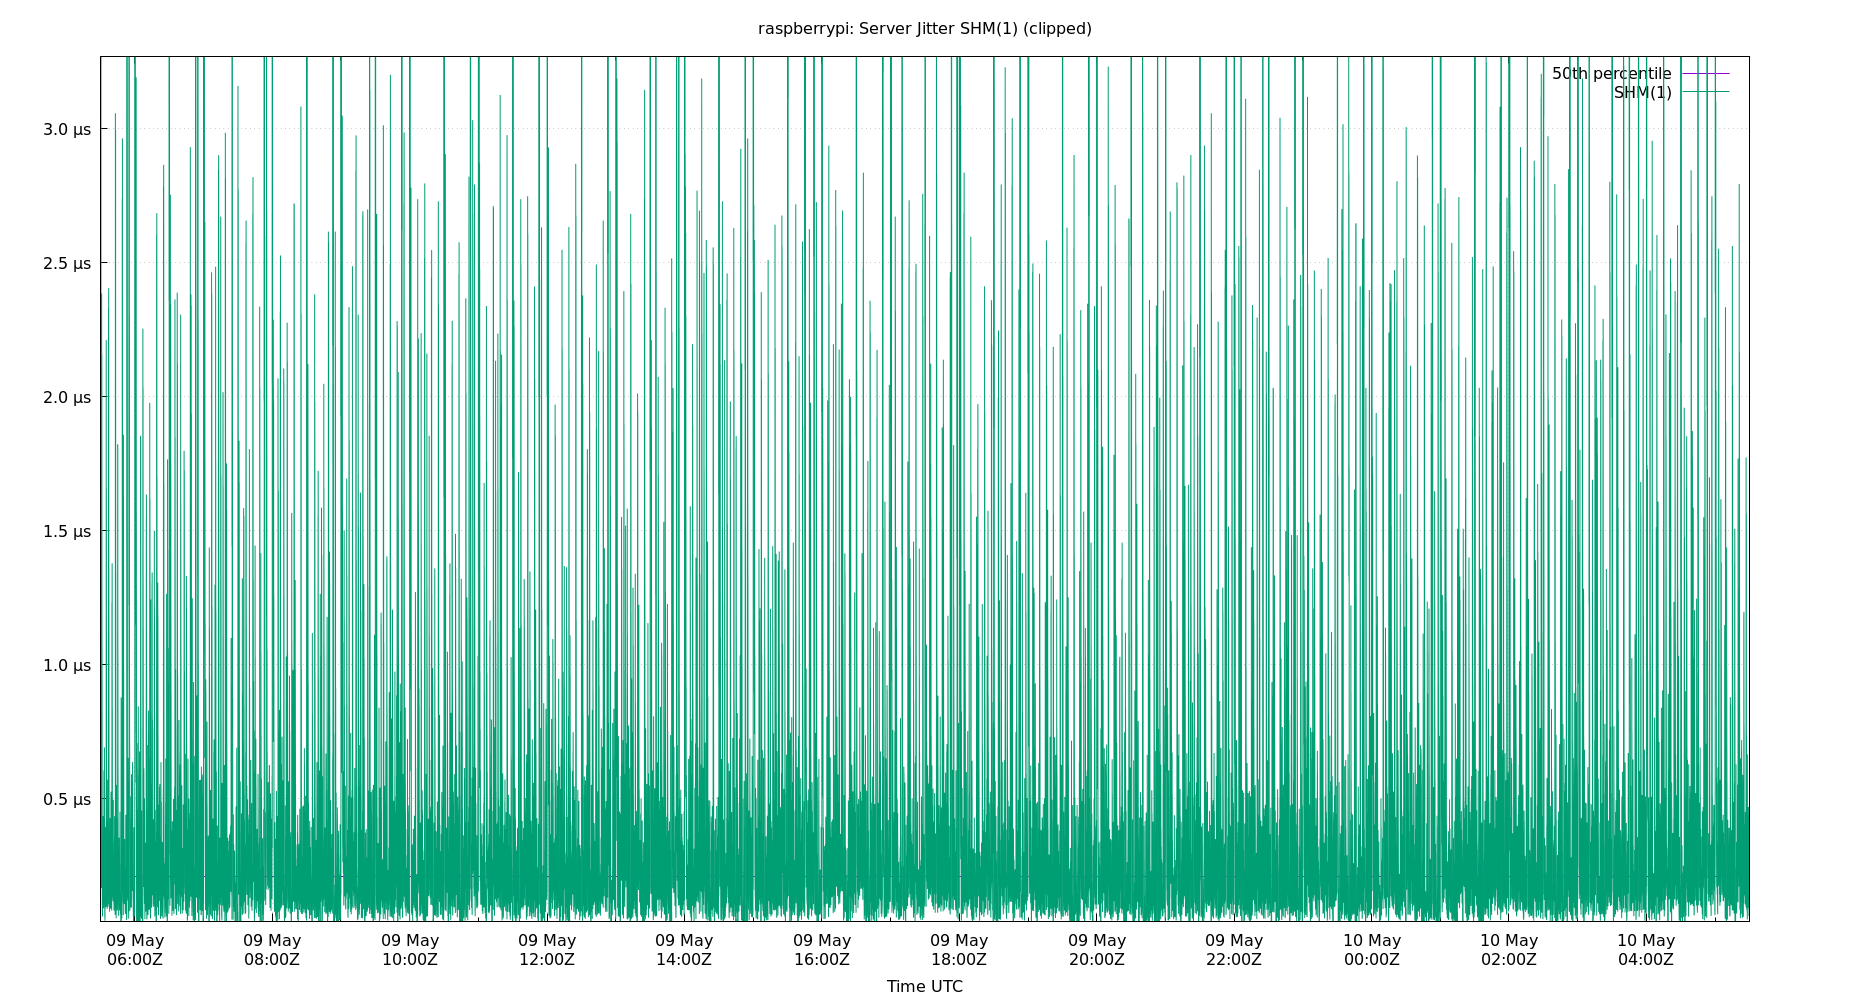 raspberrypi: Server Jitter SHM(1) (clipped)
50th percentile
SHM(1)
3.0 µs
2.5 µs
2.0 µs
1.5 µs
1.0 µs
0.5 µs
09 May 09 May 09 May 09 May 09 May 09 May 09 May 09 May 09 May 10 May 10 May 10 May
06:00Z 08:00Z 10:00Z 12:00Z 14:00Z 16:00Z 18:00Z 20:00Z 22:00Z 00:00Z 02:00Z 04:00Z
Time UTC